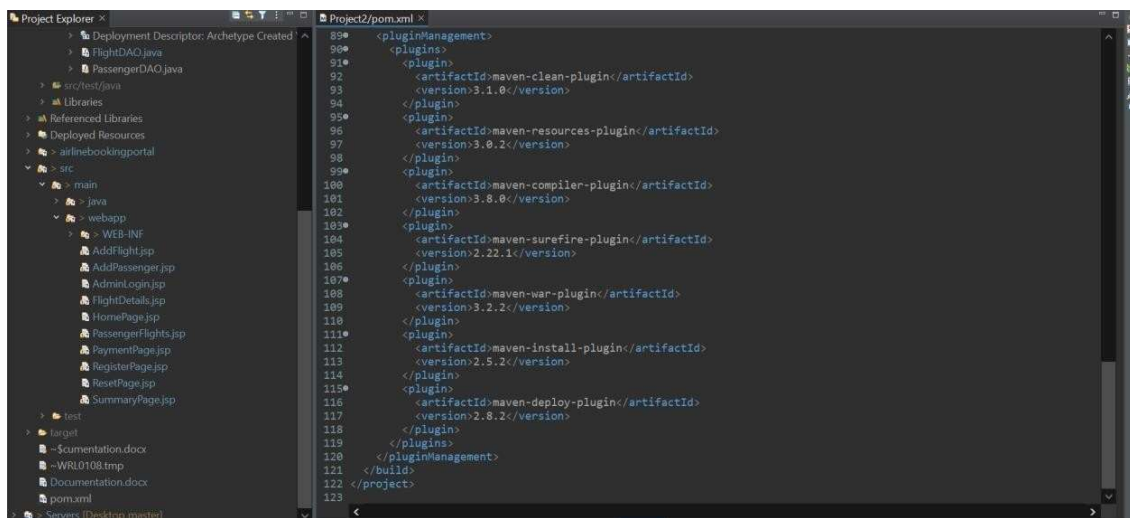 Project Explorer ×
> Deployment Descriptor: Archetype Created
> FlightDAO.java
> PassengerDAO.java
> src/test/java
> Libraries
> Referenced Libraries
> Deployed Resources
> > airlinebookingportal
> src
> main
> > java
> webapp
> > WEB-INF
AddFlight.jsp
AddPassenger.jsp
AdminLogin.jsp
FlightDetails.jsp
HomePage.jsp
PassengerFlights.jsp
PaymentPage.jsp
RegisterPage.jsp
ResetPage.jsp
SummaryPage.jsp
> test
> target
~$cumentation.docx
~WRL0108.tmp
Documentation.docx
pom.xml
> > Servers [Desktop master]
Project2/pom.xml ×
89 <pluginManagement>
90 <plugins>
91 <plugin>
92 <artifactId>maven-clean-plugin</artifactId>
93 <version>3.1.0</version>
94 </plugin>
95 <plugin>
96 <artifactId>maven-resources-plugin</artifactId>
97 <version>3.0.2</version>
98 </plugin>
99 <plugin>
100 <artifactId>maven-compiler-plugin</artifactId>
101 <version>3.8.0</version>
102 </plugin>
103 <plugin>
104 <artifactId>maven-surefire-plugin</artifactId>
105 <version>2.22.1</version>
106 </plugin>
107 <plugin>
108 <artifactId>maven-war-plugin</artifactId>
109 <version>3.2.2</version>
110 </plugin>
111 <plugin>
112 <artifactId>maven-install-plugin</artifactId>
113 <version>2.5.2</version>
114 </plugin>
115 <plugin>
116 <artifactId>maven-deploy-plugin</artifactId>
117 <version>2.8.2</version>
118 </plugin>
119 </plugins>
120 </pluginManagement>
121 </build>
122 </project>
123